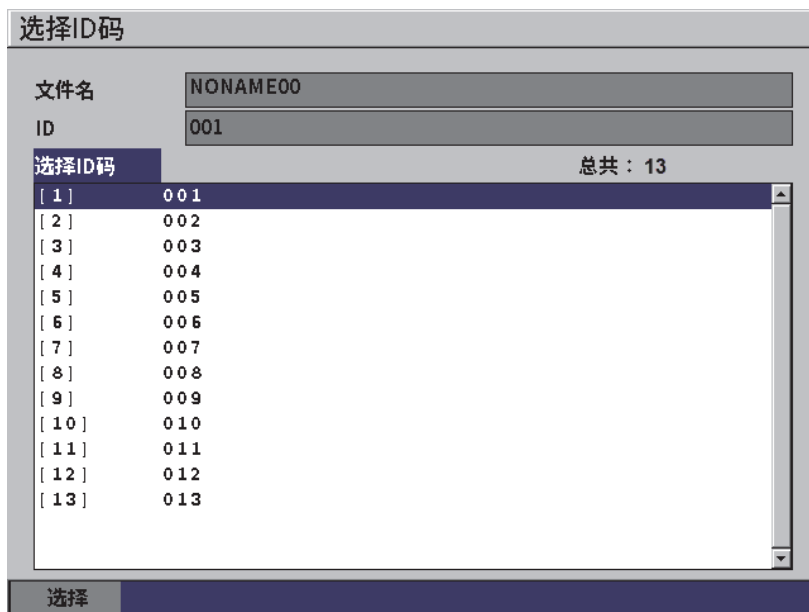 选择ID码
文件名 NONAME00
ID 001
选择ID码 总共：13
[1] 001
[2] 002
[3] 003
[4] 004
[5] 005
[6] 006
[7] 007
[8] 008
[9] 009
[10] 010
[11] 011
[12] 012
[13] 013
选择